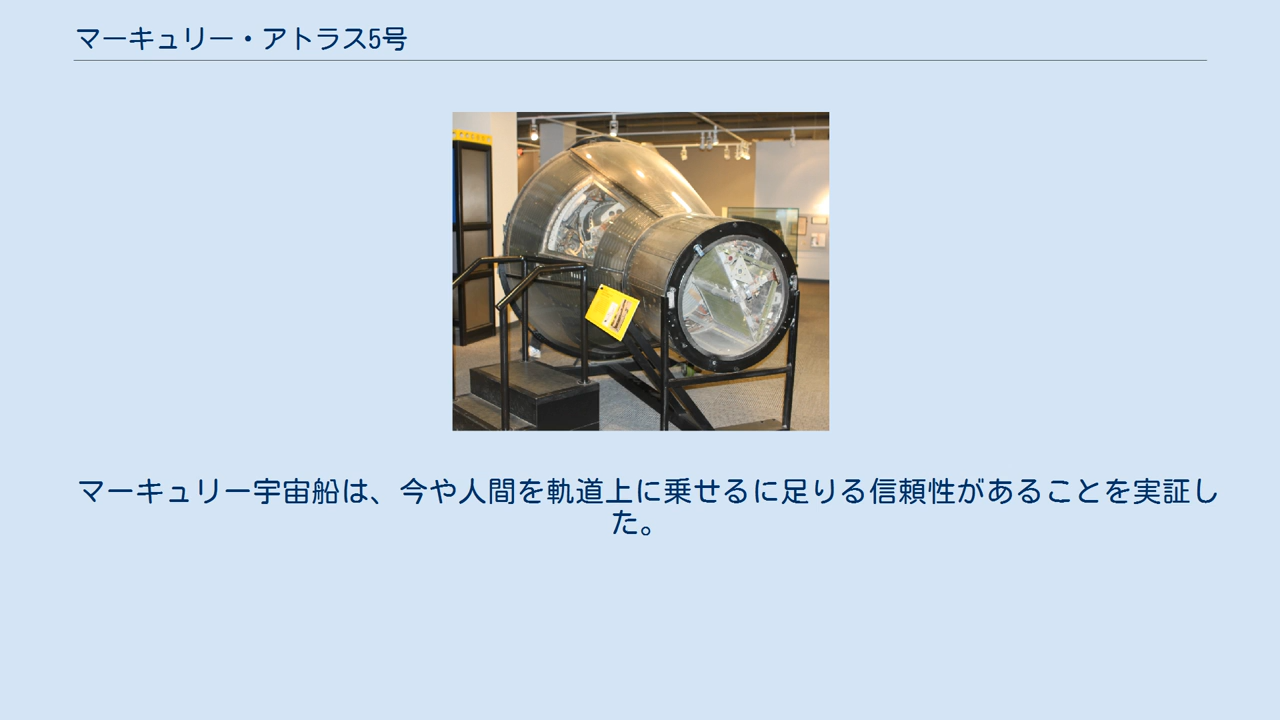 マーキュリー・アトラス5号
マーキュリー宇宙船は、今や人間を軌道上に乗せるに足りる信頼性があることを実証し
た。